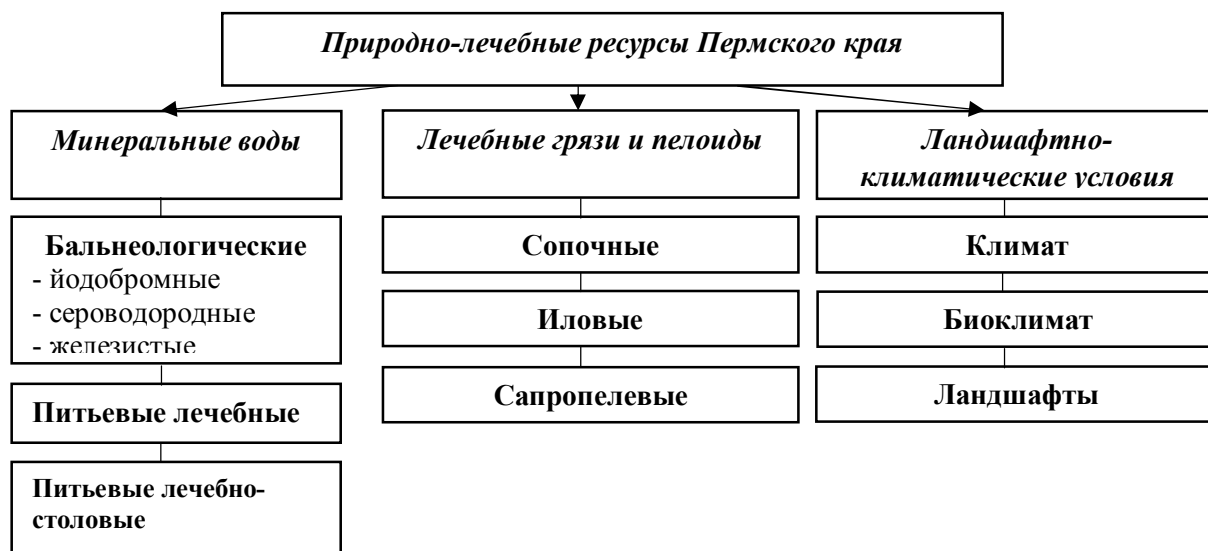 Природно-лечебные ресурсы Пермского края
Минеральные воды
Бальнеологические
- йодобромные
- сероводородные
- железистые
Питьевые лечебные
Питьевые лечебно-
столовые
Лечебные грязи и пелоиды
Сопочные
Иловые
Сапропелевые
Ландшафтно-
климатические условия
Климат
Биоклимат
Ландшафты